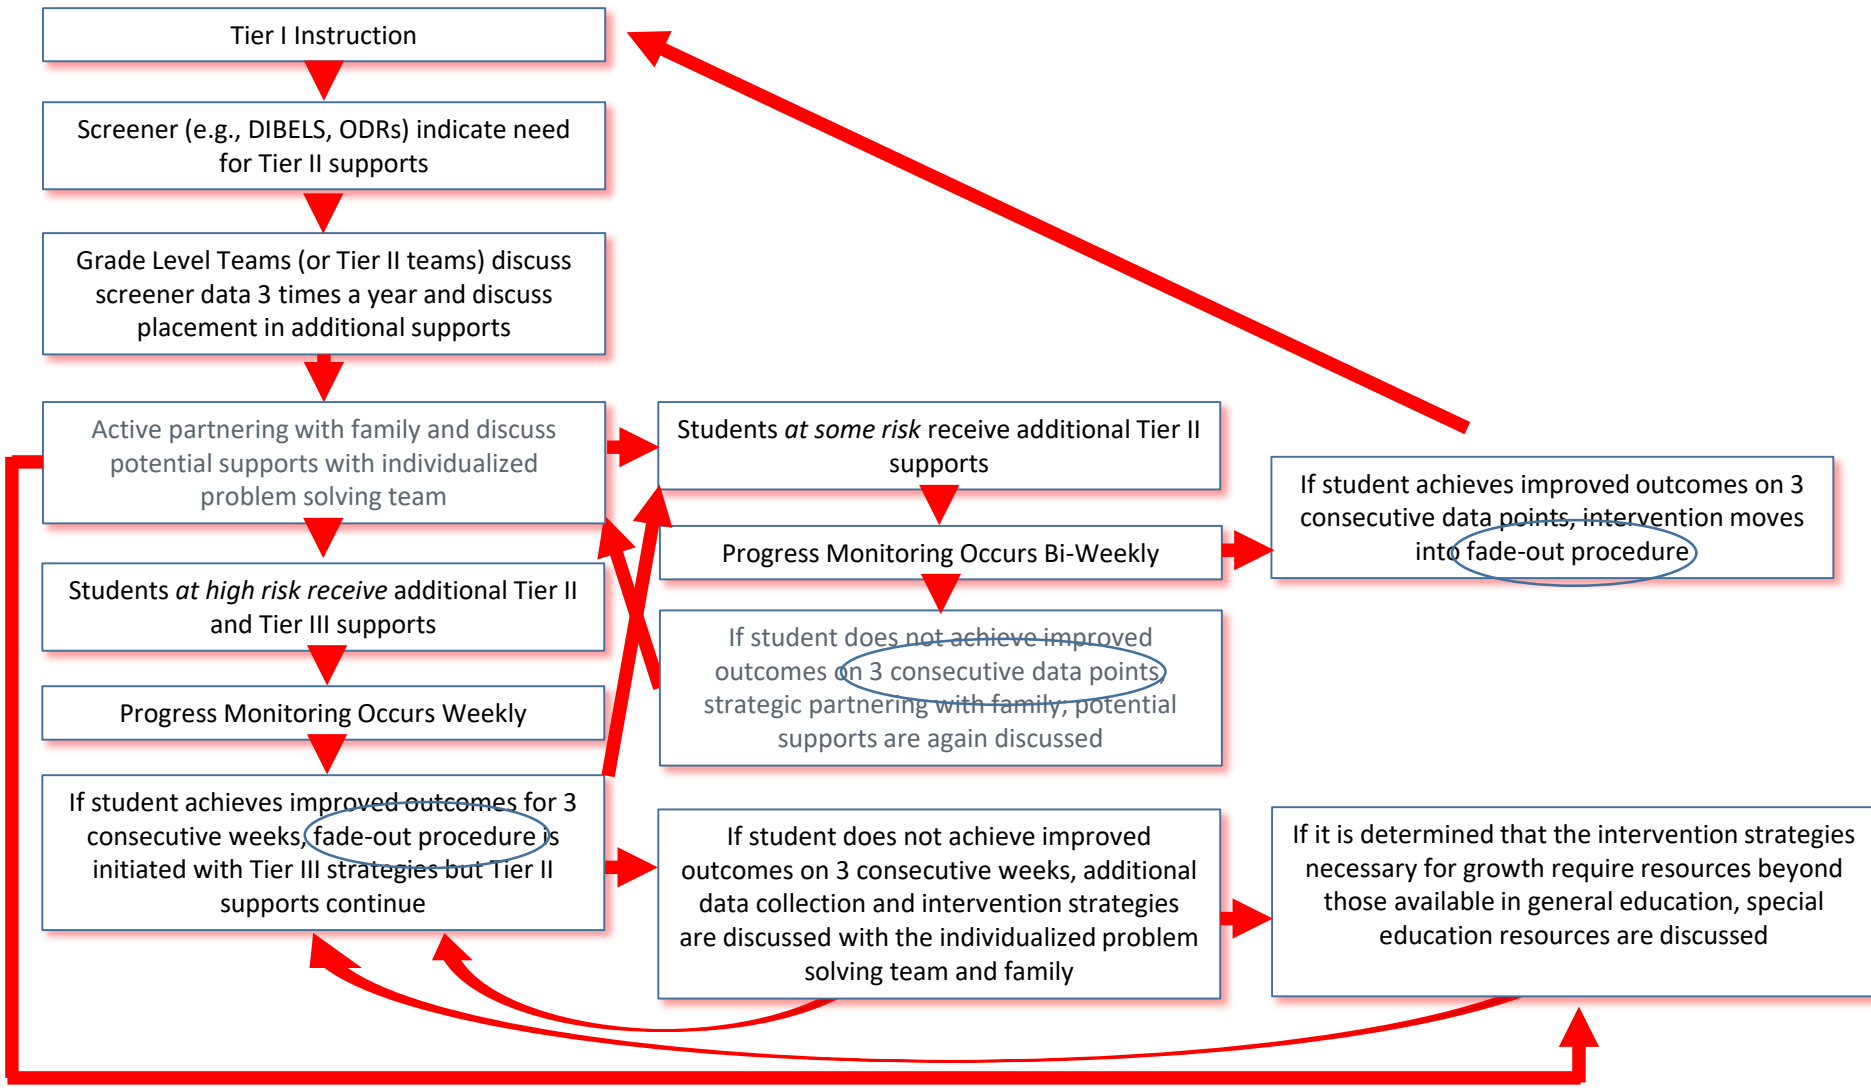 Tier I Instruction
Screener (e.g., DIBELS, ODRs) indicate need
for Tier II supports
Grade Level Teams (or Tier II teams) discuss
screener data 3 times a year and discuss
placement in additional supports
Active partnering with family and discuss
potential supports with individualized
problem solving team
Students at high risk receive additional Tier II
and Tier III supports
Progress Monitoring Occurs Weekly
If student achieves improved outcomes for 3
consecutive weeks, fade-out procedure is
initiated with Tier III strategies but Tier II
supports continue
Students at some risk receive additional Tier II
supports
Progress Monitoring Occurs Bi-Weekly
If student does not achieve improved
outcomes on 3 consecutive data points,
strategic partnering with family; potential
supports are again discussed
If student does not achieve improved
outcomes on 3 consecutive weeks, additional
data collection and intervention strategies
are discussed with the individualized problem
solving team and family
If student achieves improved outcomes on 3
consecutive data points, intervention moves
into fade-out procedure
If it is determined that the intervention strategies
necessary for growth require resources beyond
those available in general education, special
education resources are discussed